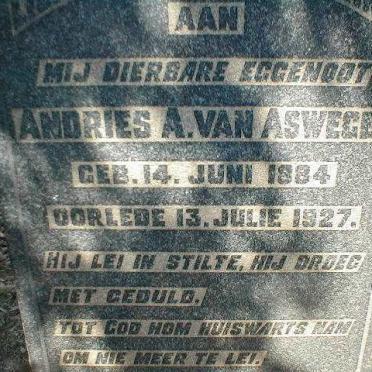 AAN
MIJ DIERBARE EGGENOOT
ANDRIES A. VAN ASWEGE
GEB. 14. JUNI 1884
OORLEDE 13. JULIE 1927.
HIJ LEI IN STILTE, HIJ DROEG
MET GEDULD,
TOT GOD HOM HUISWARTS NAM
OM NIE MEER TE LEI.